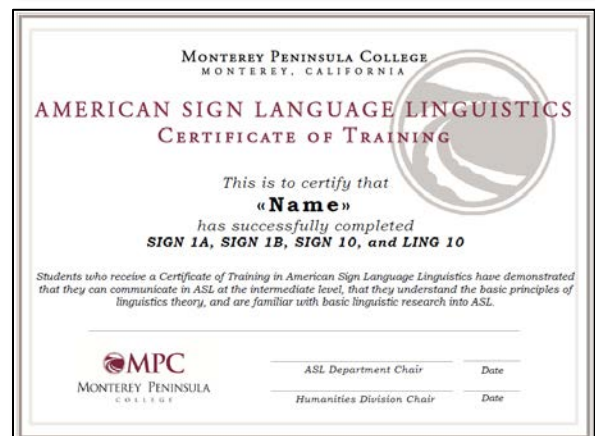 MONTEREY PENINSULA COLLEGE
MONTEREY, CALIFORNIA
AMERICAN SIGN LANGUAGE LINGUISTICS
CERTIFICATE OF TRAINING
This is to certify that
«Name»
has successfully completed
SIGN 1A, SIGN 1B, SIGN 10, and LING 10
Students who receive a Certificate of Training in American Sign Language Linguistics have demonstrated
that they can communicate in ASL at the intermediate level, that they understand the basic principles of
linguistics theory, and are familiar with basic linguistic research into ASL.
MPC
MONTEREY PENINSULA
COLLEGE
ASL Department Chair Date
Humanities Division Chair Date